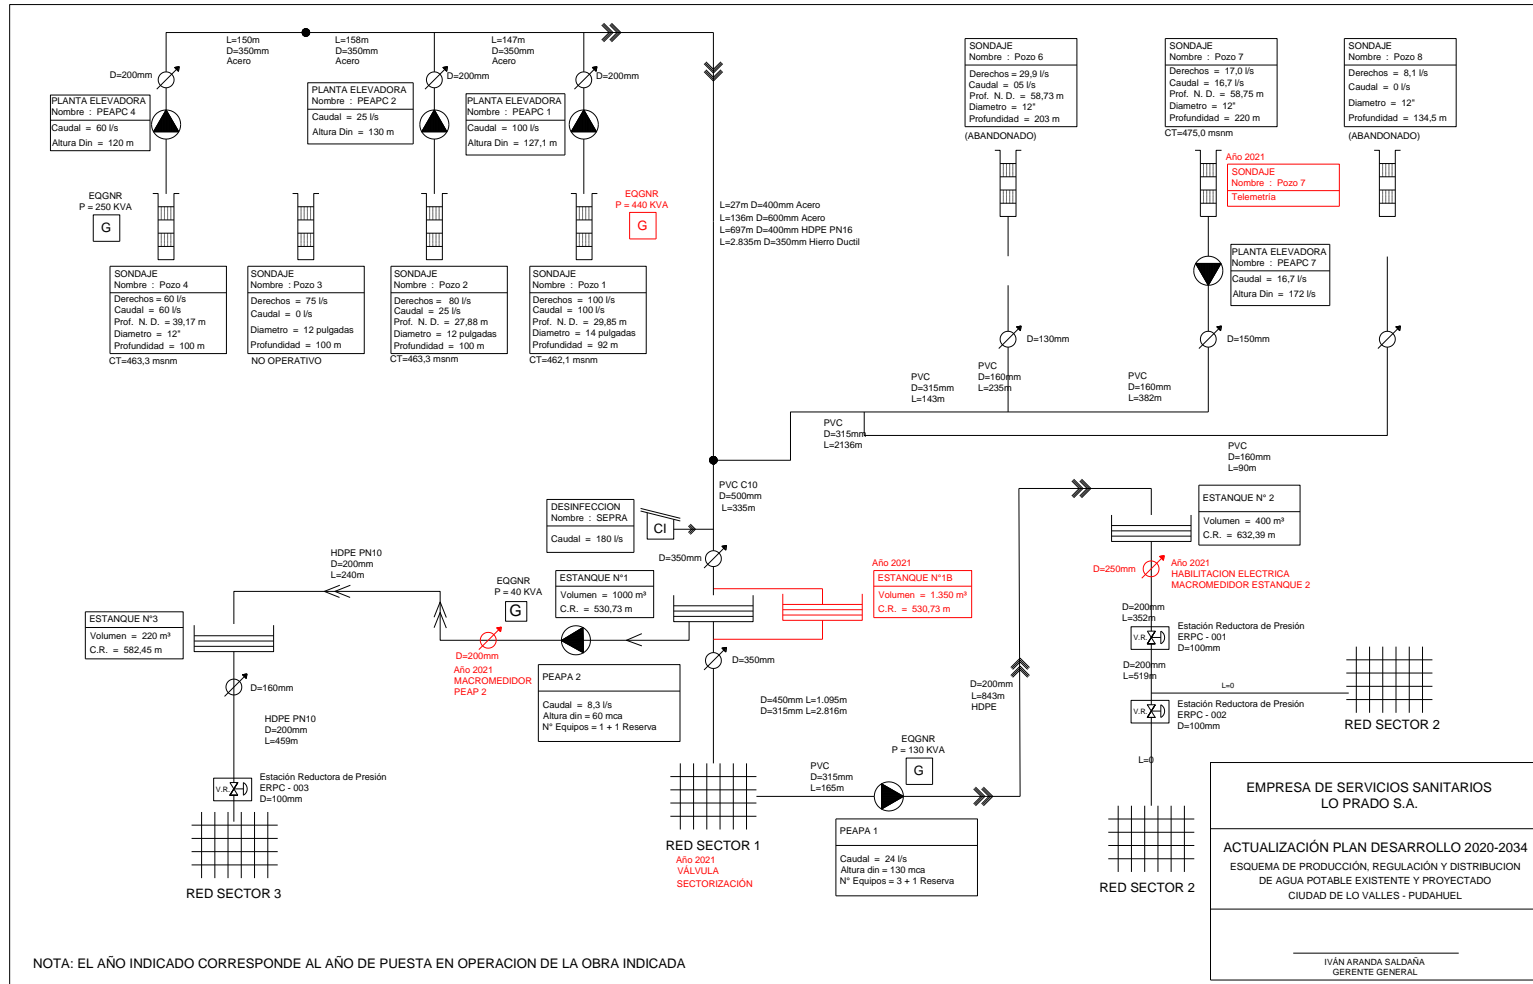 L=150m
D=350mm
Acero
L=158m
D=350mm
Acero
L=147m
D=350mm
Acero
D=200mm
D=200mm
D=200mm
PLANTA ELEVADORA
Nombre : PEAPC 4
Caudal = 60 l/s
Altura Din = 120 m
PLANTA ELEVADORA
Nombre : PEAPC 2
Caudal = 25 l/s
Altura Din = 130 m
PLANTA ELEVADORA
Nombre : PEAPC 1
Caudal = 100 l/s
Altura Din = 127,1 m
EQGNR
P = 250 KVA
G
EQGNR
P = 440 KVA
G
SONDAJE
Nombre : Pozo 4
Derechos = 60 l/s
Caudal = 60 l/s
Prof. N. D. = 39,17 m
Diametro = 12"
Profundidad = 100 m
CT=463,3 msnm
SONDAJE
Nombre : Pozo 3
Derechos = 75 l/s
Caudal = 0 l/s
Diametro = 12 pulgadas
Profundidad = 100 m
NO OPERATIVO
SONDAJE
Nombre : Pozo 2
Derechos = 80 l/s
Caudal = 25 l/s
Prof. N. D. = 27,88 m
Diametro = 12 pulgadas
Profundidad = 100 m
CT=463,3 msnm
SONDAJE
Nombre : Pozo 1
Derechos = 100 l/s
Caudal = 100 l/s
Prof. N. D. = 29,85 m
Diametro = 14 pulgadas
Profundidad = 92 m
CT=462,1 msnm
L=27m D=400mm Acero
L=136m D=600mm Acero
L=697m D=400mm HDPE PN16
L=2.835m D=350mm Hierro Ductil
SONDAJE
Nombre : Pozo 6
Derechos = 29,9 l/s
Caudal = 05 l/s
Prof. N. D. = 58,73 m
Diametro = 12"
Profundidad = 203 m
(ABANDONADO)
SONDAJE
Nombre : Pozo 7
Derechos = 17,0 l/s
Caudal = 16,7 l/s
Prof. N. D. = 58,75 m
Diametro = 12"
Profundidad = 220 m
CT=475,0 msnm
SONDAJE
Nombre : Pozo 8
Derechos = 8,1 l/s
Caudal = 0 l/s
Diametro = 12"
Profundidad = 134,5 m
(ABANDONADO)
Año 2021
SONDAJE
Nombre : Pozo 7
Telemetría
PLANTA ELEVADORA
Nombre : PEAPC 7
Caudal = 16,7 l/s
Altura Din = 172 l/s
D=130mm
D=150mm
PVC
D=315mm
L=143m
PVC
D=160mm
L=235m
PVC
D=160mm
L=382m
PVC
D=315mm
L=2136m
PVC
D=160mm
L=90m
PVC C10
D=500mm
L=335m
DESINFECCION
Nombre : SEPRA
Caudal = 180 l/s
Cl
D=350mm
HDPE PN10
D=200mm
L=240m
EQGNR
P = 40 KVA
G
ESTANQUE N°1
Volumen = 1000 m³
C.R. = 530,73 m
Año 2021
ESTANQUE N°1B
Volumen = 1.350 m³
C.R. = 530,73 m
ESTANQUE N° 2
Volumen = 400 m³
C.R. = 632,39 m
D=250mm
Año 2021
HABILITACION ELECTRICA
MACROMEDIDOR ESTANQUE 2
ESTANQUE N°3
Volumen = 220 m³
C.R. = 582,45 m
D=200mm
Año 2021
MACROMEDIDOR
PEAP 2
D=350mm
PEAPA 2
Caudal = 8,3 l/s
Altura din = 60 mca
N° Equipos = 1 + 1 Reserva
D=160mm
HDPE PN10
D=200mm
L=459m
V.R.
Estación Reductora de Presión
ERPC - 003
D=100mm
RED SECTOR 3
D=450mm L=1.095m
D=315mm L=2.816m
RED SECTOR 1
Año 2021
VÁLVULA
SECTORIZACIÓN
PVC
D=315mm
L=165m
EQGNR
P = 130 KVA
G
PEAPA 1
Caudal = 24 l/s
Altura din = 130 mca
N° Equipos = 3 + 1 Reserva
D=200mm
L=843m
HDPE
D=200mm
L=352m
V.R.
Estación Reductora de Presión
ERPC - 001
D=100mm
D=200mm
L=519m
L=0
V.R.
Estación Reductora de Presión
ERPC - 002
D=100mm
RED SECTOR 2
L=0
RED SECTOR 2
EMPRESA DE SERVICIOS SANITARIOS
LO PRADO S.A.
ACTUALIZACIÓN PLAN DESARROLLO 2020-2034
ESQUEMA DE PRODUCCIÓN, REGULACIÓN Y DISTRIBUCION
DE AGUA POTABLE EXISTENTE Y PROYECTADO
CIUDAD DE LO VALLES - PUDAHUEL
IVÁN ARANDA SALDAÑA
GERENTE GENERAL
NOTA: EL AÑO INDICADO CORRESPONDE AL AÑO DE PUESTA EN OPERACION DE LA OBRA INDICADA